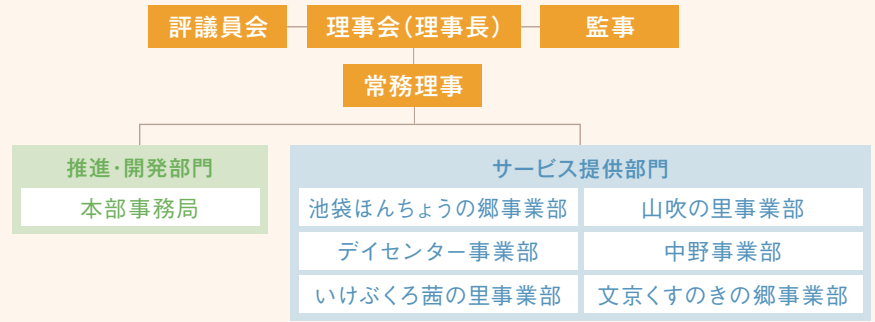 評議員会
理事会(理事長)
監事
常務理事
推進・開発部門
本部事務局
サービス提供部門
池袋ほんちょうの郷事業部
山吹の里事業部
デイセンター事業部
中野事業部
いけぶくろ茜の里事業部
文京くすのきの郷事業部